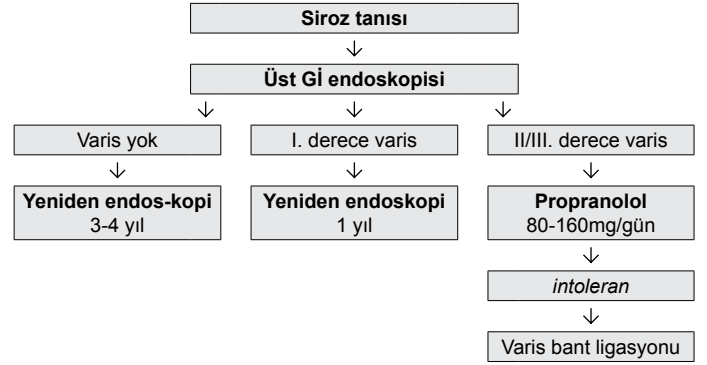 Siroz tanısı
Üst Gİ endoskopisi
Varis yok
I. derece varis
II/III. derece varis
Yeniden endos-kopi
3-4 yıl
Yeniden endoskopi
1 yıl
Propranolol
80-160mg/gün
intoleran
Varis bant ligasyonu